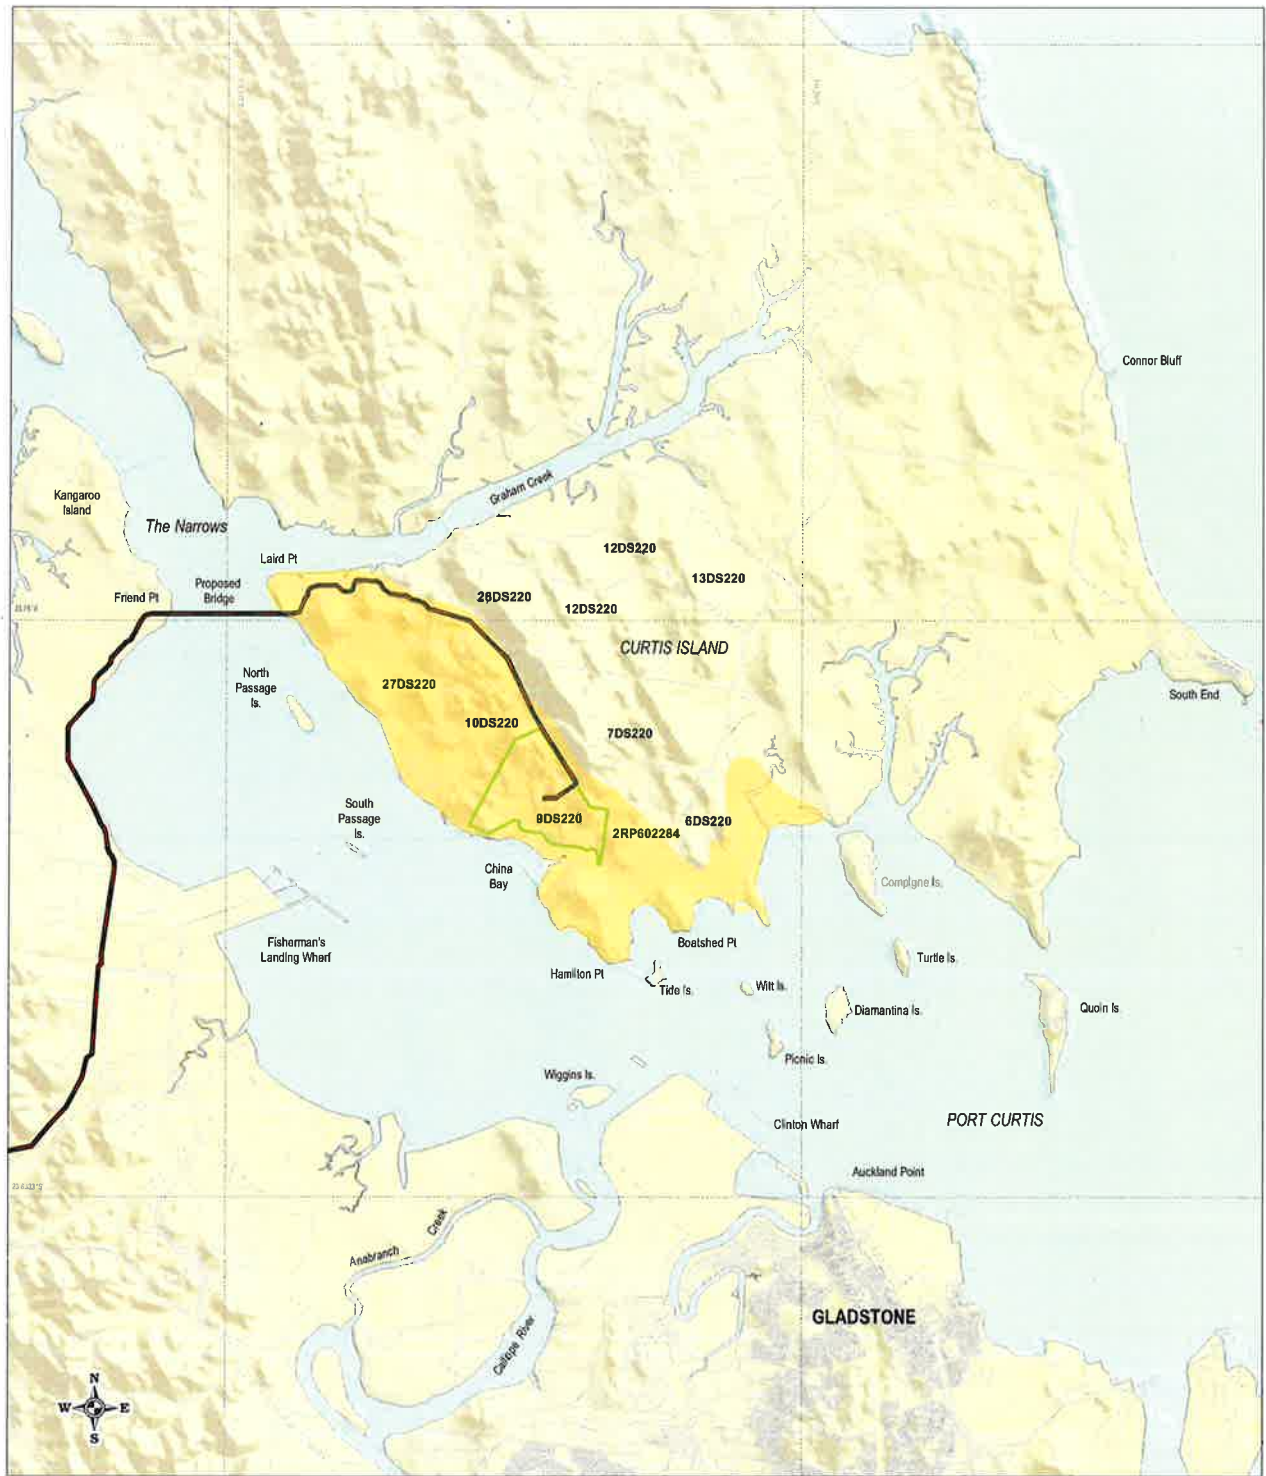 Connor Bluff
Graham Creek
Kangaroo
Island
The Narrows
12DS220
Laird Pt
13DS220
Proposed
Bridge
Friend Pt
26DS220
12DS220
CURTIS ISLAND
North
Passage
Is.
27DS220
South End
10DS220
7DS220
South
Passage
Is.
9DS220
6DS220
2RP602284
China
Bay
Compigne Is.
Fisherman's
Landing Wherf
Boatshed Pt
Turtle Is.
Hamilton Pt
Tide Is.
Witt Is.
Diamantina Is.
Quoin Is.
Picnic Is.
Wiggins Is.
Clinton Wharf
PORT CURTIS
Auckland Point
Anabranch Creek
Calliope River
GLADSTONE
N
W E
S